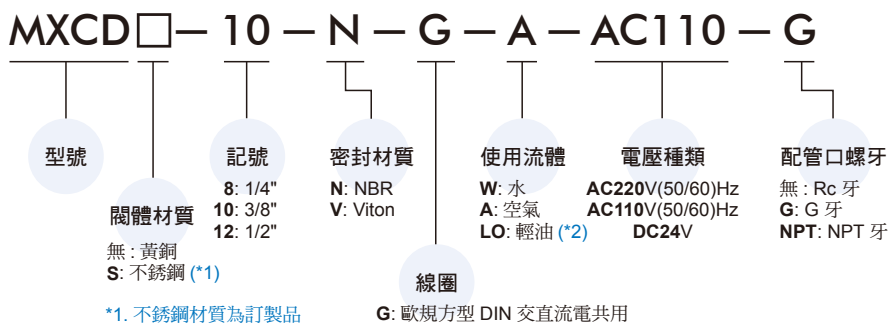 MXCD□ — 10 — N — G — A — AC110 — G
型號
閥體材質
無 : 黃銅
S: 不銹鋼 (*1)
*1. 不銹鋼材質為訂製品
記號
8: 1/4"
10: 3/8"
12: 1/2"
密封材質
N: NBR
V: Viton
線圈
G: 歐規方型 DIN 交直流電共用
使用流體
W: 水
A: 空氣
LO: 輕油 (*2)
電壓種類
AC220V(50/60)Hz
AC110V(50/60)Hz
DC24V
配管口螺牙
無 : Rc 牙
G: G 牙
NPT: NPT 牙